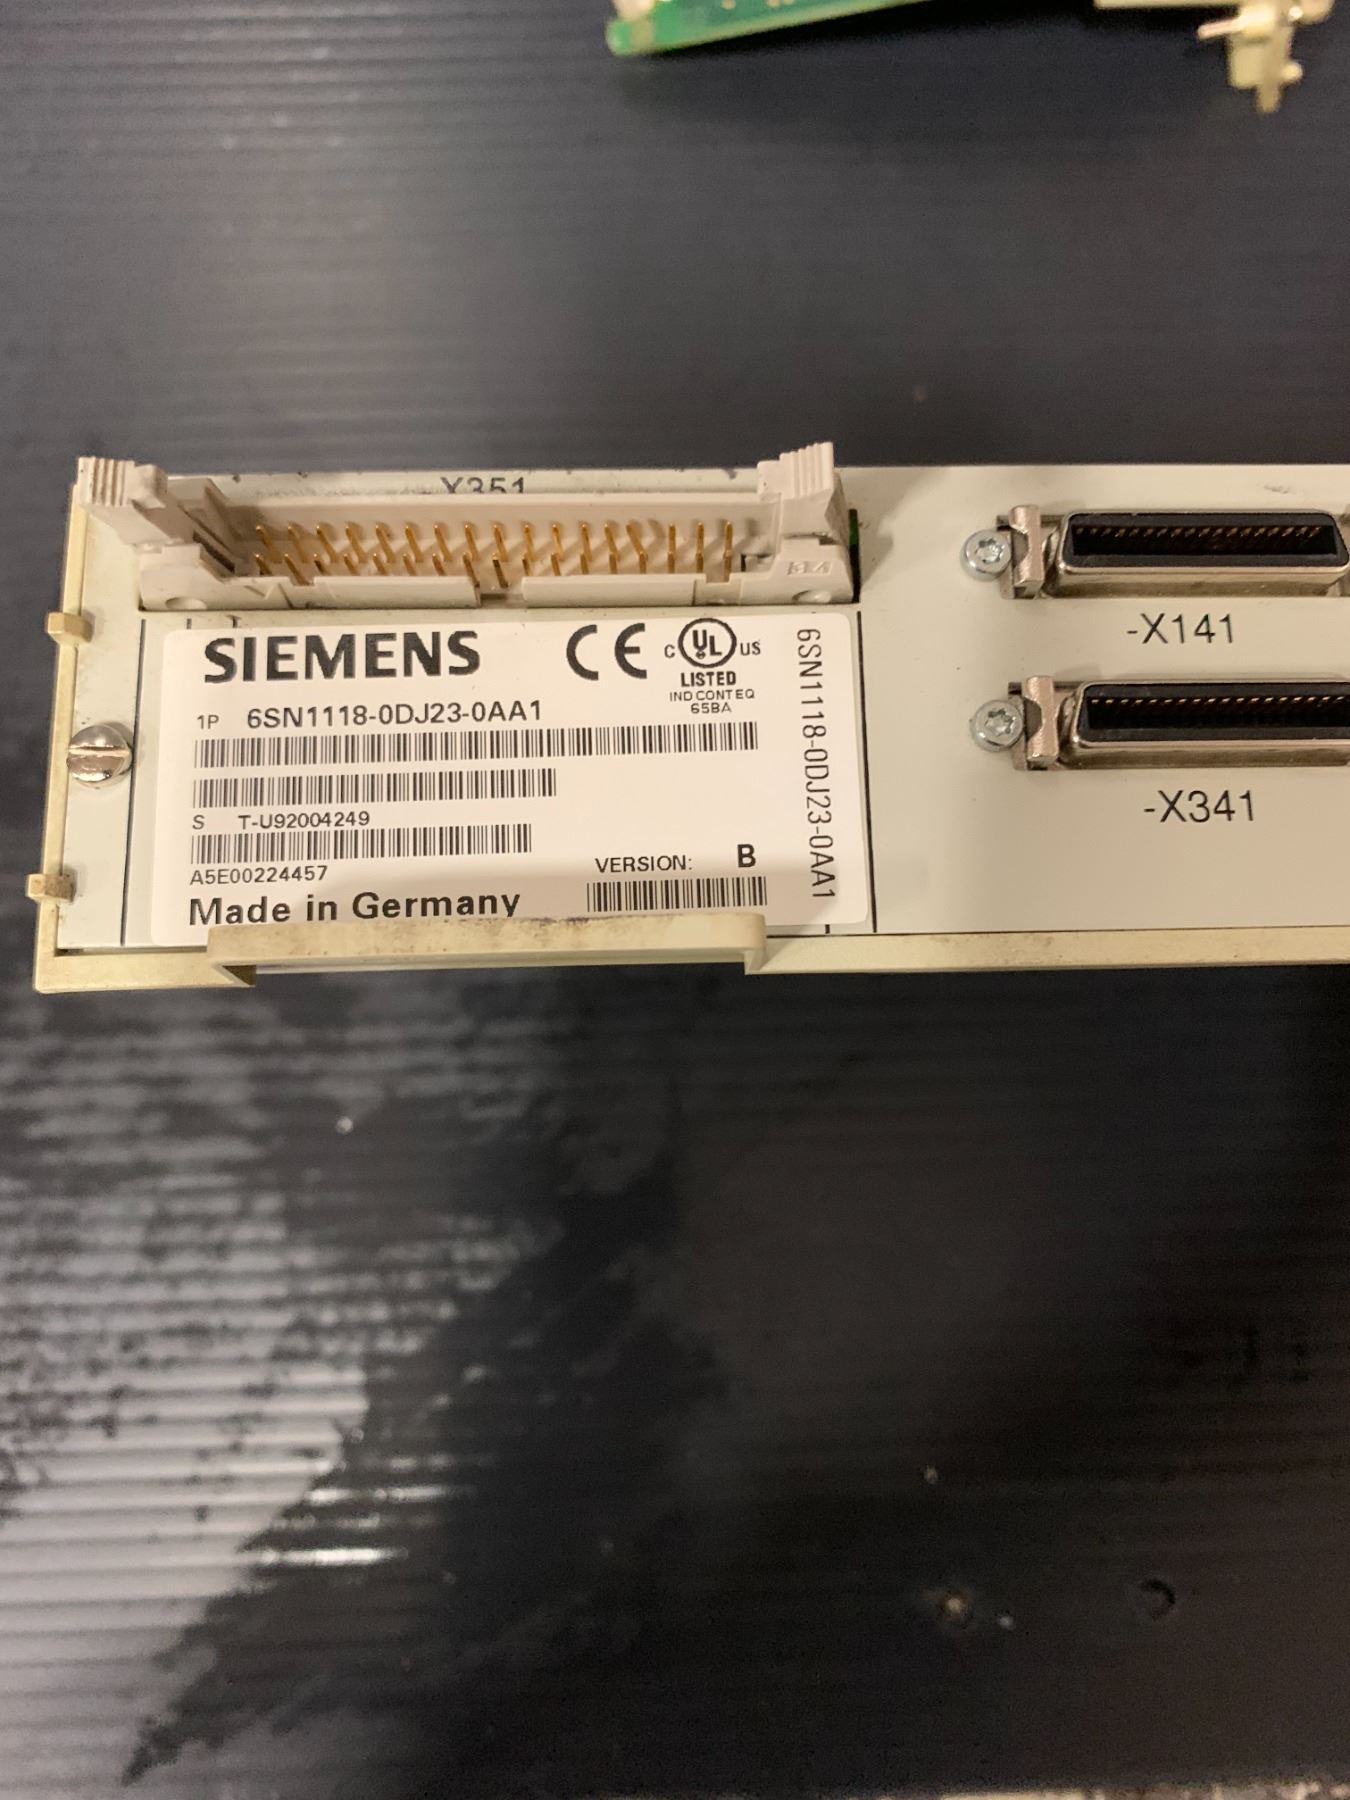 X351
SIEMENS
CE
C UL US
LISTED
IND CONT EQ
65BA
1P 6SN1118-0DJ23-0AA1
S T-U92004249
A5E00224457
VERSION: B
Made in Germany
6SN1118-0DJ23-0AA1
-X141
-X341